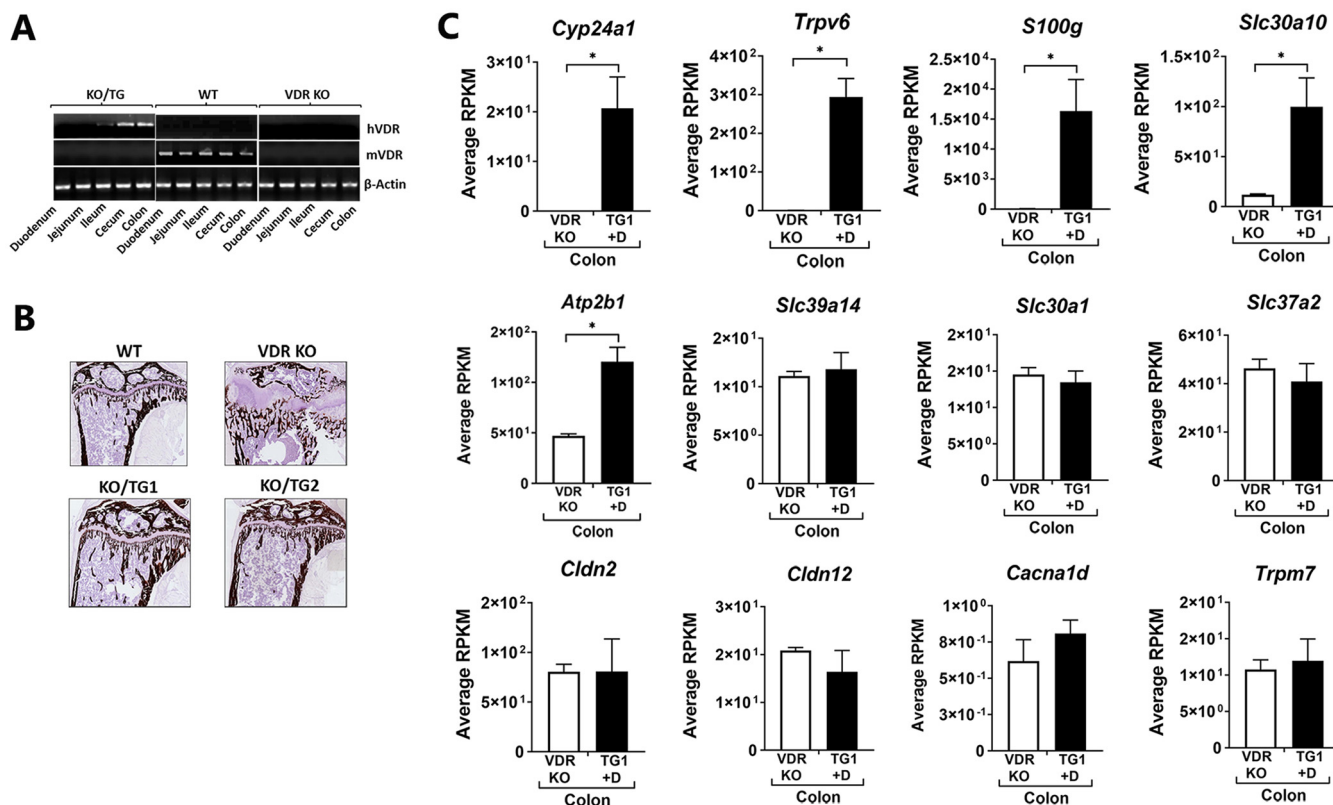 A
KO/TG WT VDR KO
hVDR
mVDR
β-Actin
Duodenum
Jejunum
Ileum
Cecum
Colon
Duodenum
Jejunum
Ileum
Cecum
Colon
Duodenum
Jejunum
Ileum
Cecum
Colon
B
WT VDR KO
KO/TG1 KO/TG2
C
Cyp24a1
Average RPKM
3×10¹
2×10¹
1×10¹
0
*
VDR TG1
KO +D
Colon
Trpv6
Average RPKM
4×10²
3×10²
2×10²
1×10²
0
*
VDR TG1
KO +D
Colon
S100g
Average RPKM
2×10⁴
2×10⁴
1×10⁴
5×10³
0
*
VDR TG1
KO +D
Colon
Slc30a10
Average RPKM
1×10²
1×10²
5×10¹
0
*
VDR TG1
KO +D
Colon
Atp2b1
Average RPKM
2×10²
1×10²
5×10¹
0
*
VDR TG1
KO +D
Colon
Slc39a14
Average RPKM
2×10¹
1×10¹
5×10⁰
0
VDR TG1
KO +D
Colon
Slc30a1
Average RPKM
2×10¹
2×10¹
1×10¹
5×10⁰
0
VDR TG1
KO +D
Colon
Slc37a2
Average RPKM
6×10¹
4×10¹
2×10¹
0
VDR TG1
KO +D
Colon
Cldn2
Average RPKM
2×10²
1×10²
5×10¹
0
VDR TG1
KO +D
Colon
Cldn12
Average RPKM
3×10¹
2×10¹
1×10¹
0
VDR TG1
KO +D
Colon
Cacna1d
Average RPKM
1×10⁰
8×10⁻¹
5×10⁻¹
3×10⁻¹
0
VDR TG1
KO +D
Colon
Trpm7
Average RPKM
2×10¹
2×10¹
1×10¹
5×10⁰
0
VDR TG1
KO +D
Colon